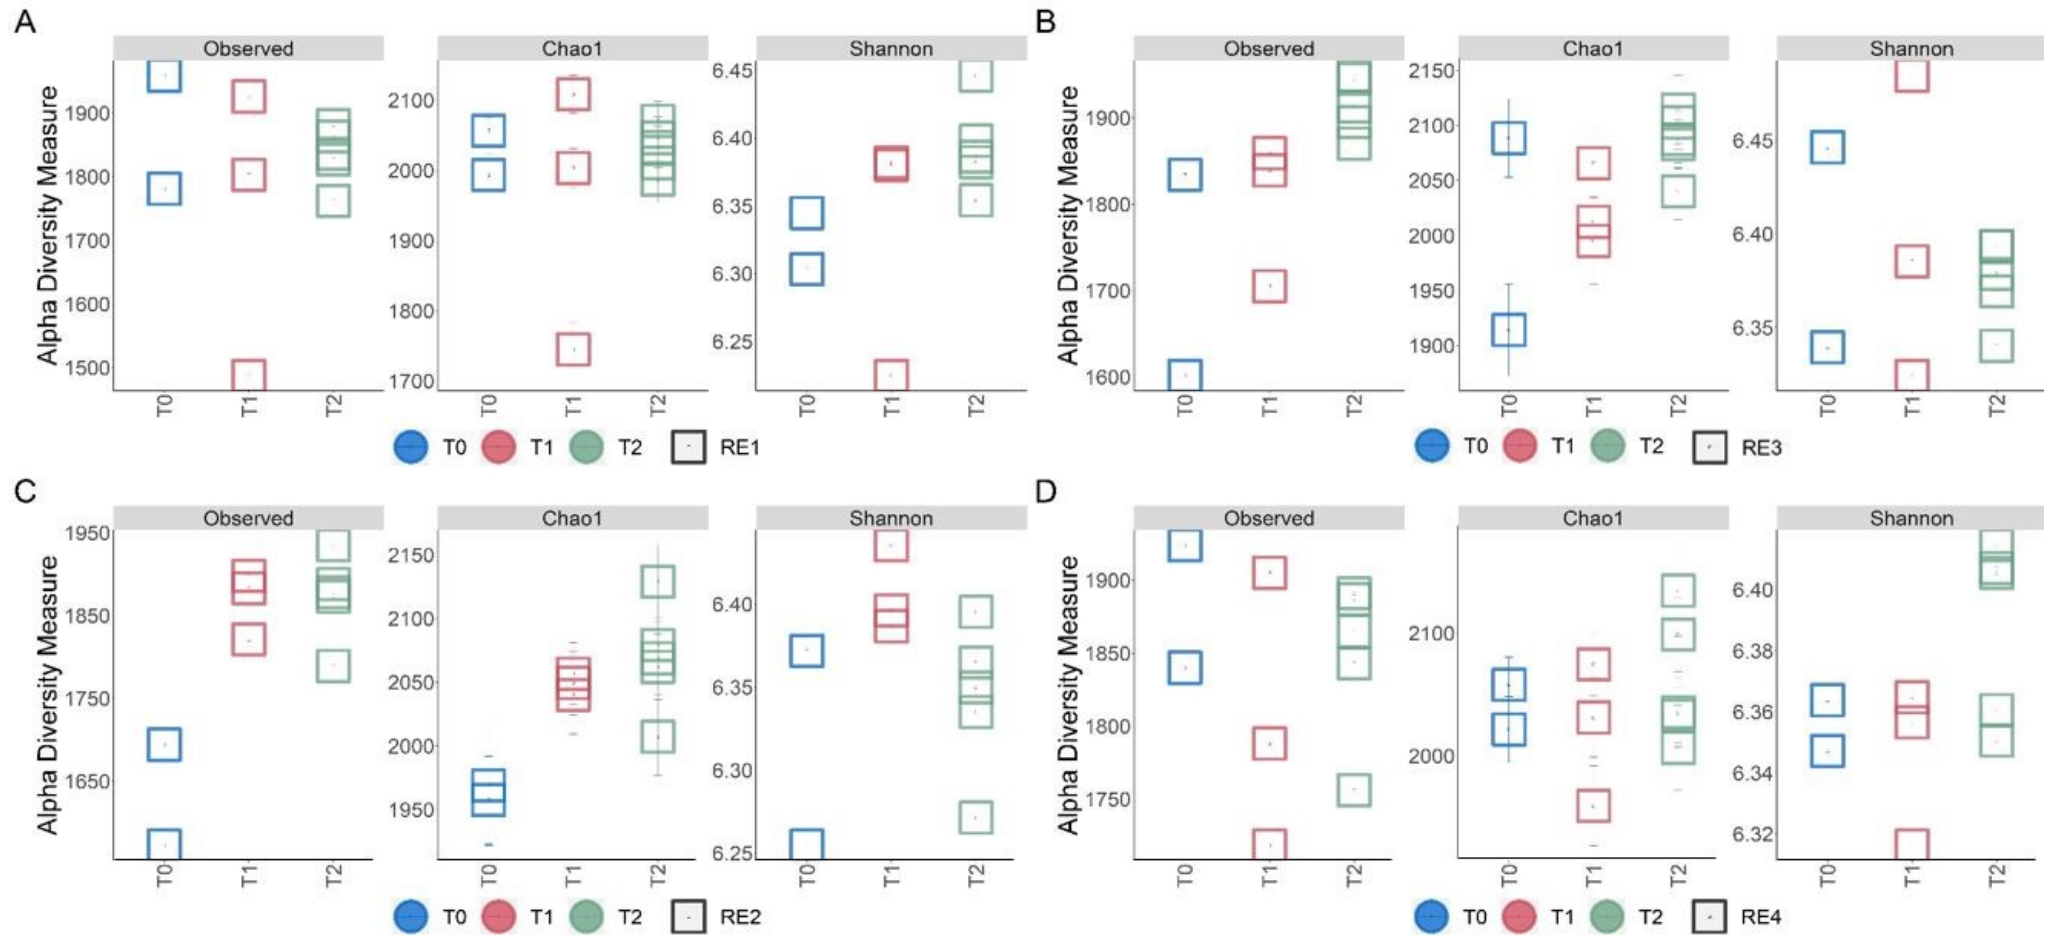 A
Alpha Diversity Measure
Observed
1900
1800
1700
1600
1500
T0
T1
T2
Chao1
2100
2000
1900
1800
1700
T0
T1
T2
Shannon
6.45
6.40
6.35
6.30
6.25
T0
T1
T2
T0 T1 T2 RE1
B
Alpha Diversity Measure
Observed
1900
1800
1700
1600
T0
T1
T2
Chao1
2150
2100
2050
2000
1950
1900
T0
T1
T2
Shannon
6.45
6.40
6.35
T0
T1
T2
T0 T1 T2 RE3
C
Alpha Diversity Measure
Observed
1950
1850
1750
1650
T0
T1
T2
Chao1
2150
2100
2050
2000
1950
T0
T1
T2
Shannon
6.40
6.35
6.30
6.25
T0
T1
T2
T0 T1 T2 RE2
D
Alpha Diversity Measure
Observed
1900
1850
1800
1750
T0
T1
T2
Chao1
2100
2000
T0
T1
T2
Shannon
6.40
6.38
6.36
6.34
6.32
T0
T1
T2
T0 T1 T2 RE4